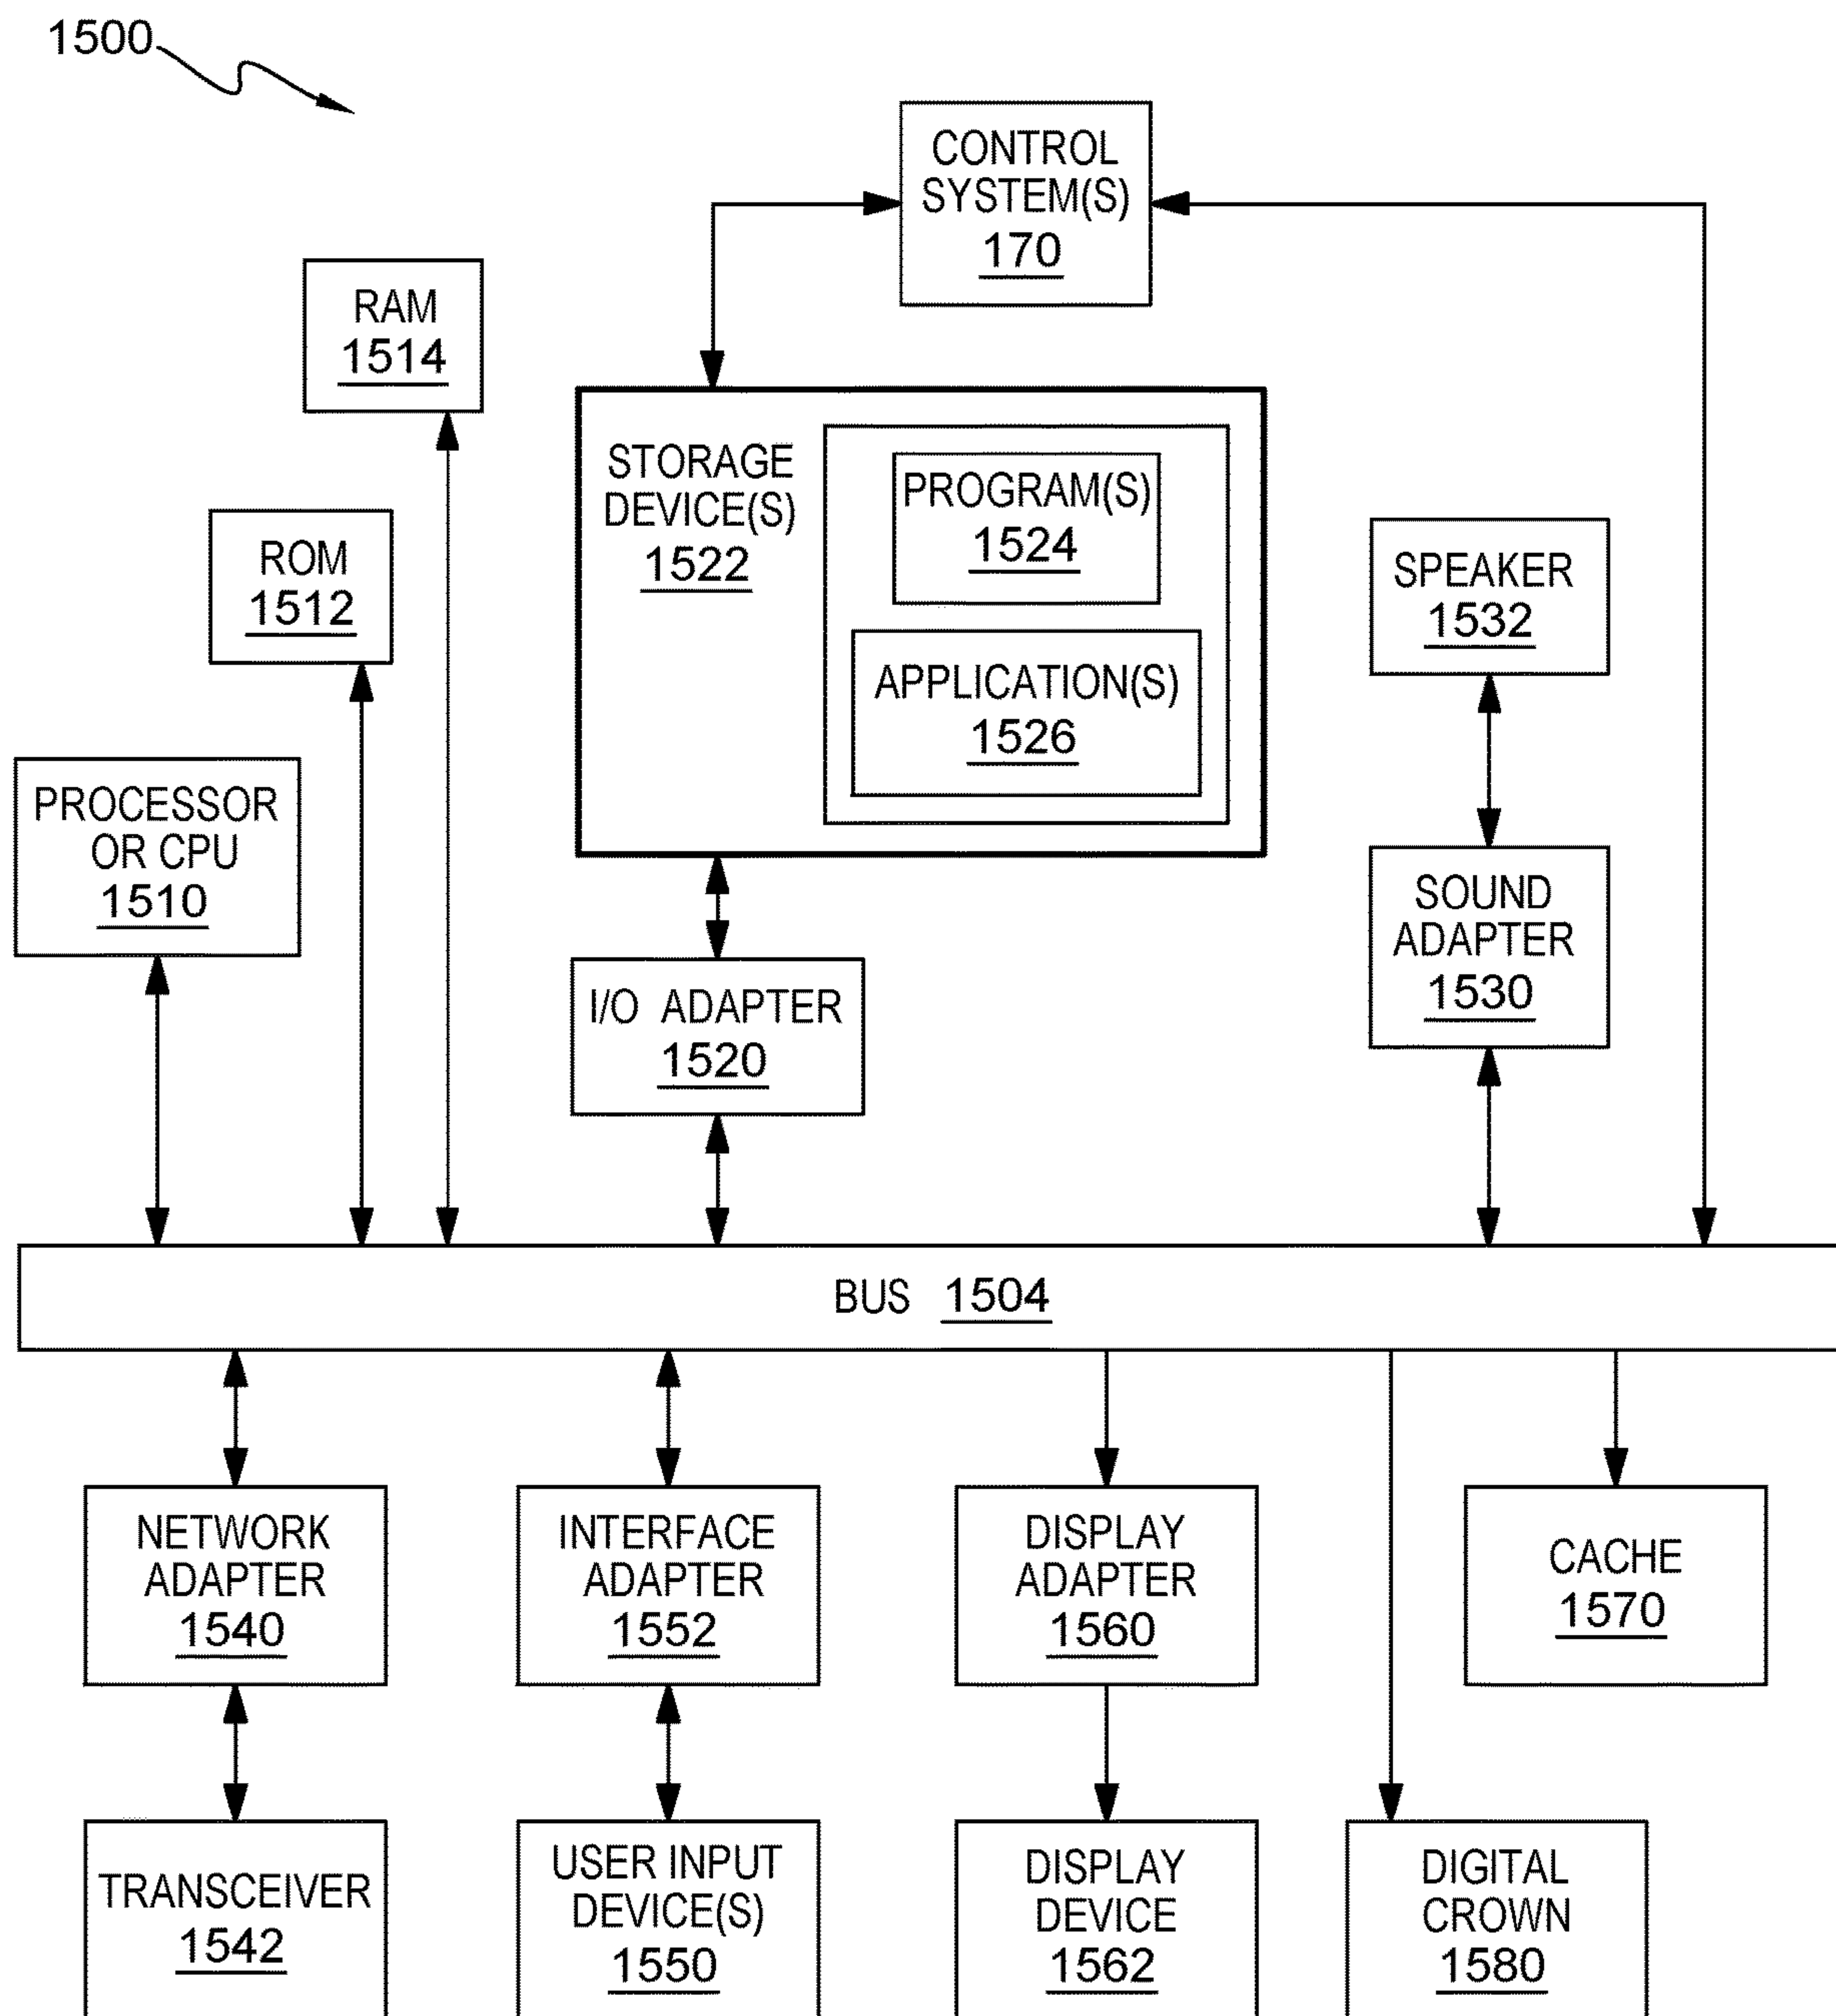 1500
CONTROL
SYSTEM(S)
170
RAM
1514
STORAGE
DEVICE(S)
1522
PROGRAM(S)
1524
APPLICATION(S)
1526
ROM
1512
SPEAKER
1532
PROCESSOR
OR CPU
1510
SOUND
ADAPTER
1530
I/O ADAPTER
1520
BUS 1504
NETWORK
ADAPTER
1540
INTERFACE
ADAPTER
1552
DISPLAY
ADAPTER
1560
CACHE
1570
TRANSCEIVER
1542
USER INPUT
DEVICE(S)
1550
DISPLAY
DEVICE
1562
DIGITAL
CROWN
1580